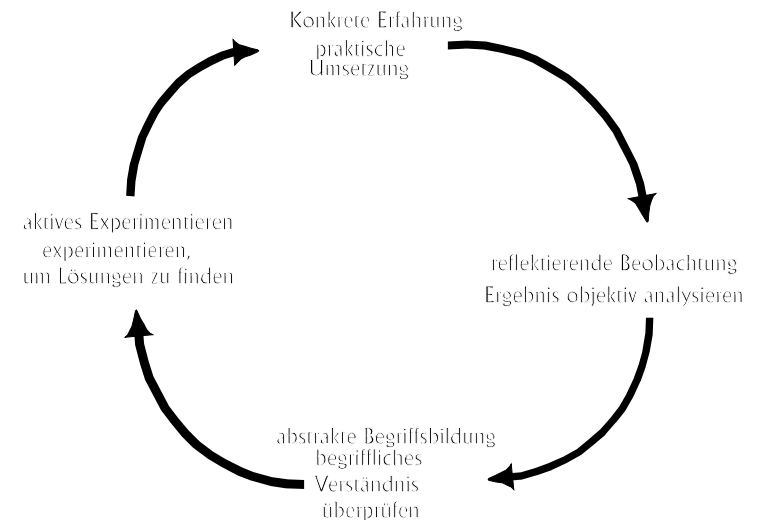 Konkrete Erfahrung
praktische
Umsetzung
aktives Experimentieren
experimentieren,
um Lösungen zu finden
reflektierende Beobachtung
Ergebnis objektiv analysieren
abstrakte Begriffsbildung
begriffliches
Verständnis
überprüfen